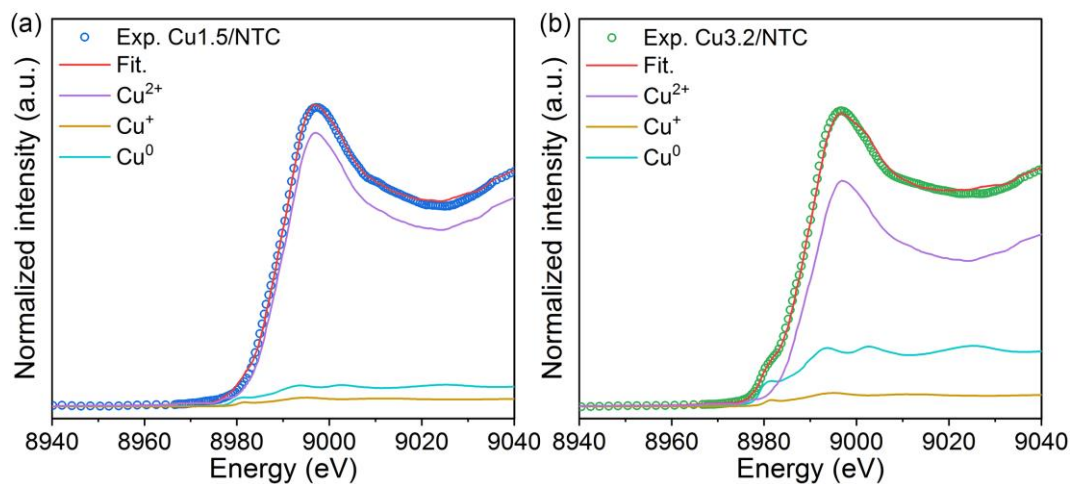 (a)
Exp. Cu1.5/NTC
Fit.
Cu²⁺
Cu⁺
Cu⁰
Normalized intensity (a.u.)
8940 8960 8980 9000 9020 9040
Energy (eV)
(b)
Exp. Cu3.2/NTC
Fit.
Cu²⁺
Cu⁺
Cu⁰
Normalized intensity (a.u.)
8940 8960 8980 9000 9020 9040
Energy (eV)